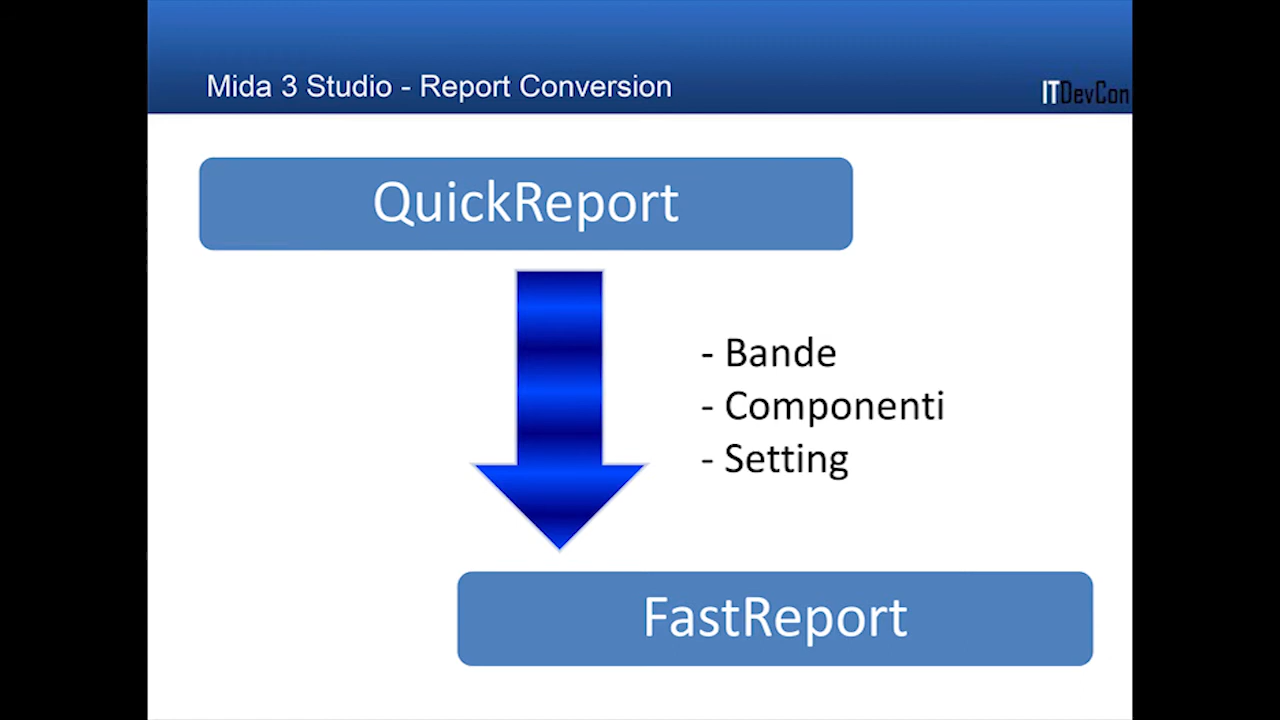 Mida 3 Studio - Report Conversion
ITDevCon
QuickReport
- Bande
- Componenti
- Setting
FastReport